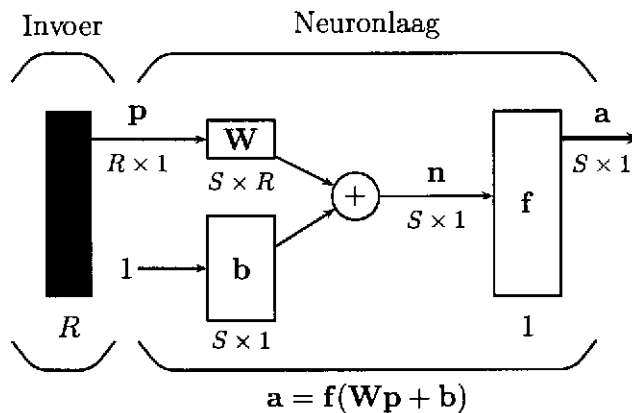 Invoer Neuronlaag
p W a
R × 1 S × R S × 1
+ n f
S × 1
1 b
R S × 1 1
a = f(Wp + b)